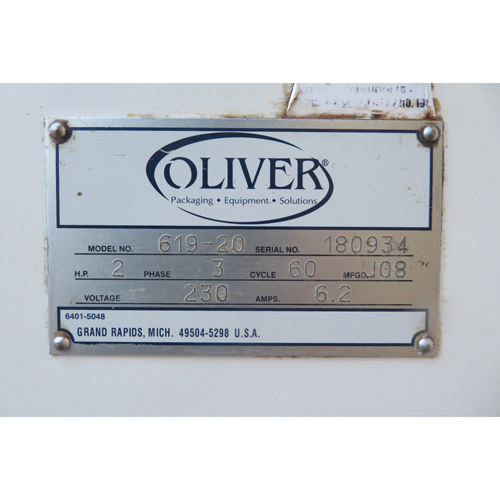 OLIVER®
Packaging • Equipment • Solutions
MODEL NO. 619-20 SERIAL NO. 180934
H.P. 2 PHASE 3 CYCLE 60 MFGD. J08
VOLTAGE 230 AMPS. 6.2
6401-5048
GRAND RAPIDS, MICH. 49504-5298 U.S.A.